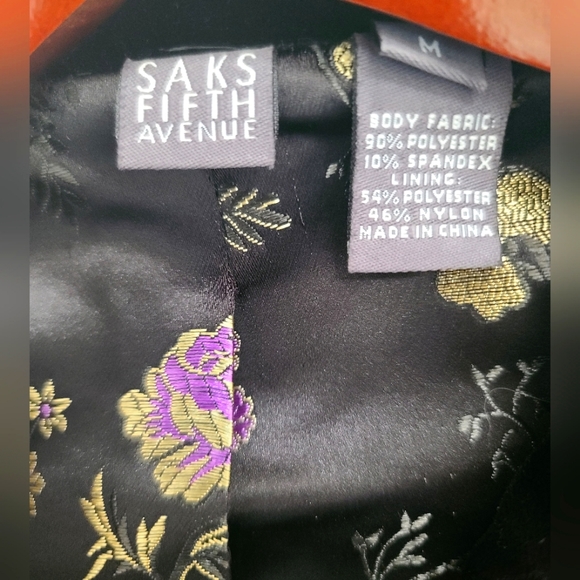 SAKS
FIFTH
AVENUE
M
BODY FABRIC:
90% POLYESTER
10% SPANDEX
LINING:
54% POLYESTER
46% NYLON
MADE IN CHINA